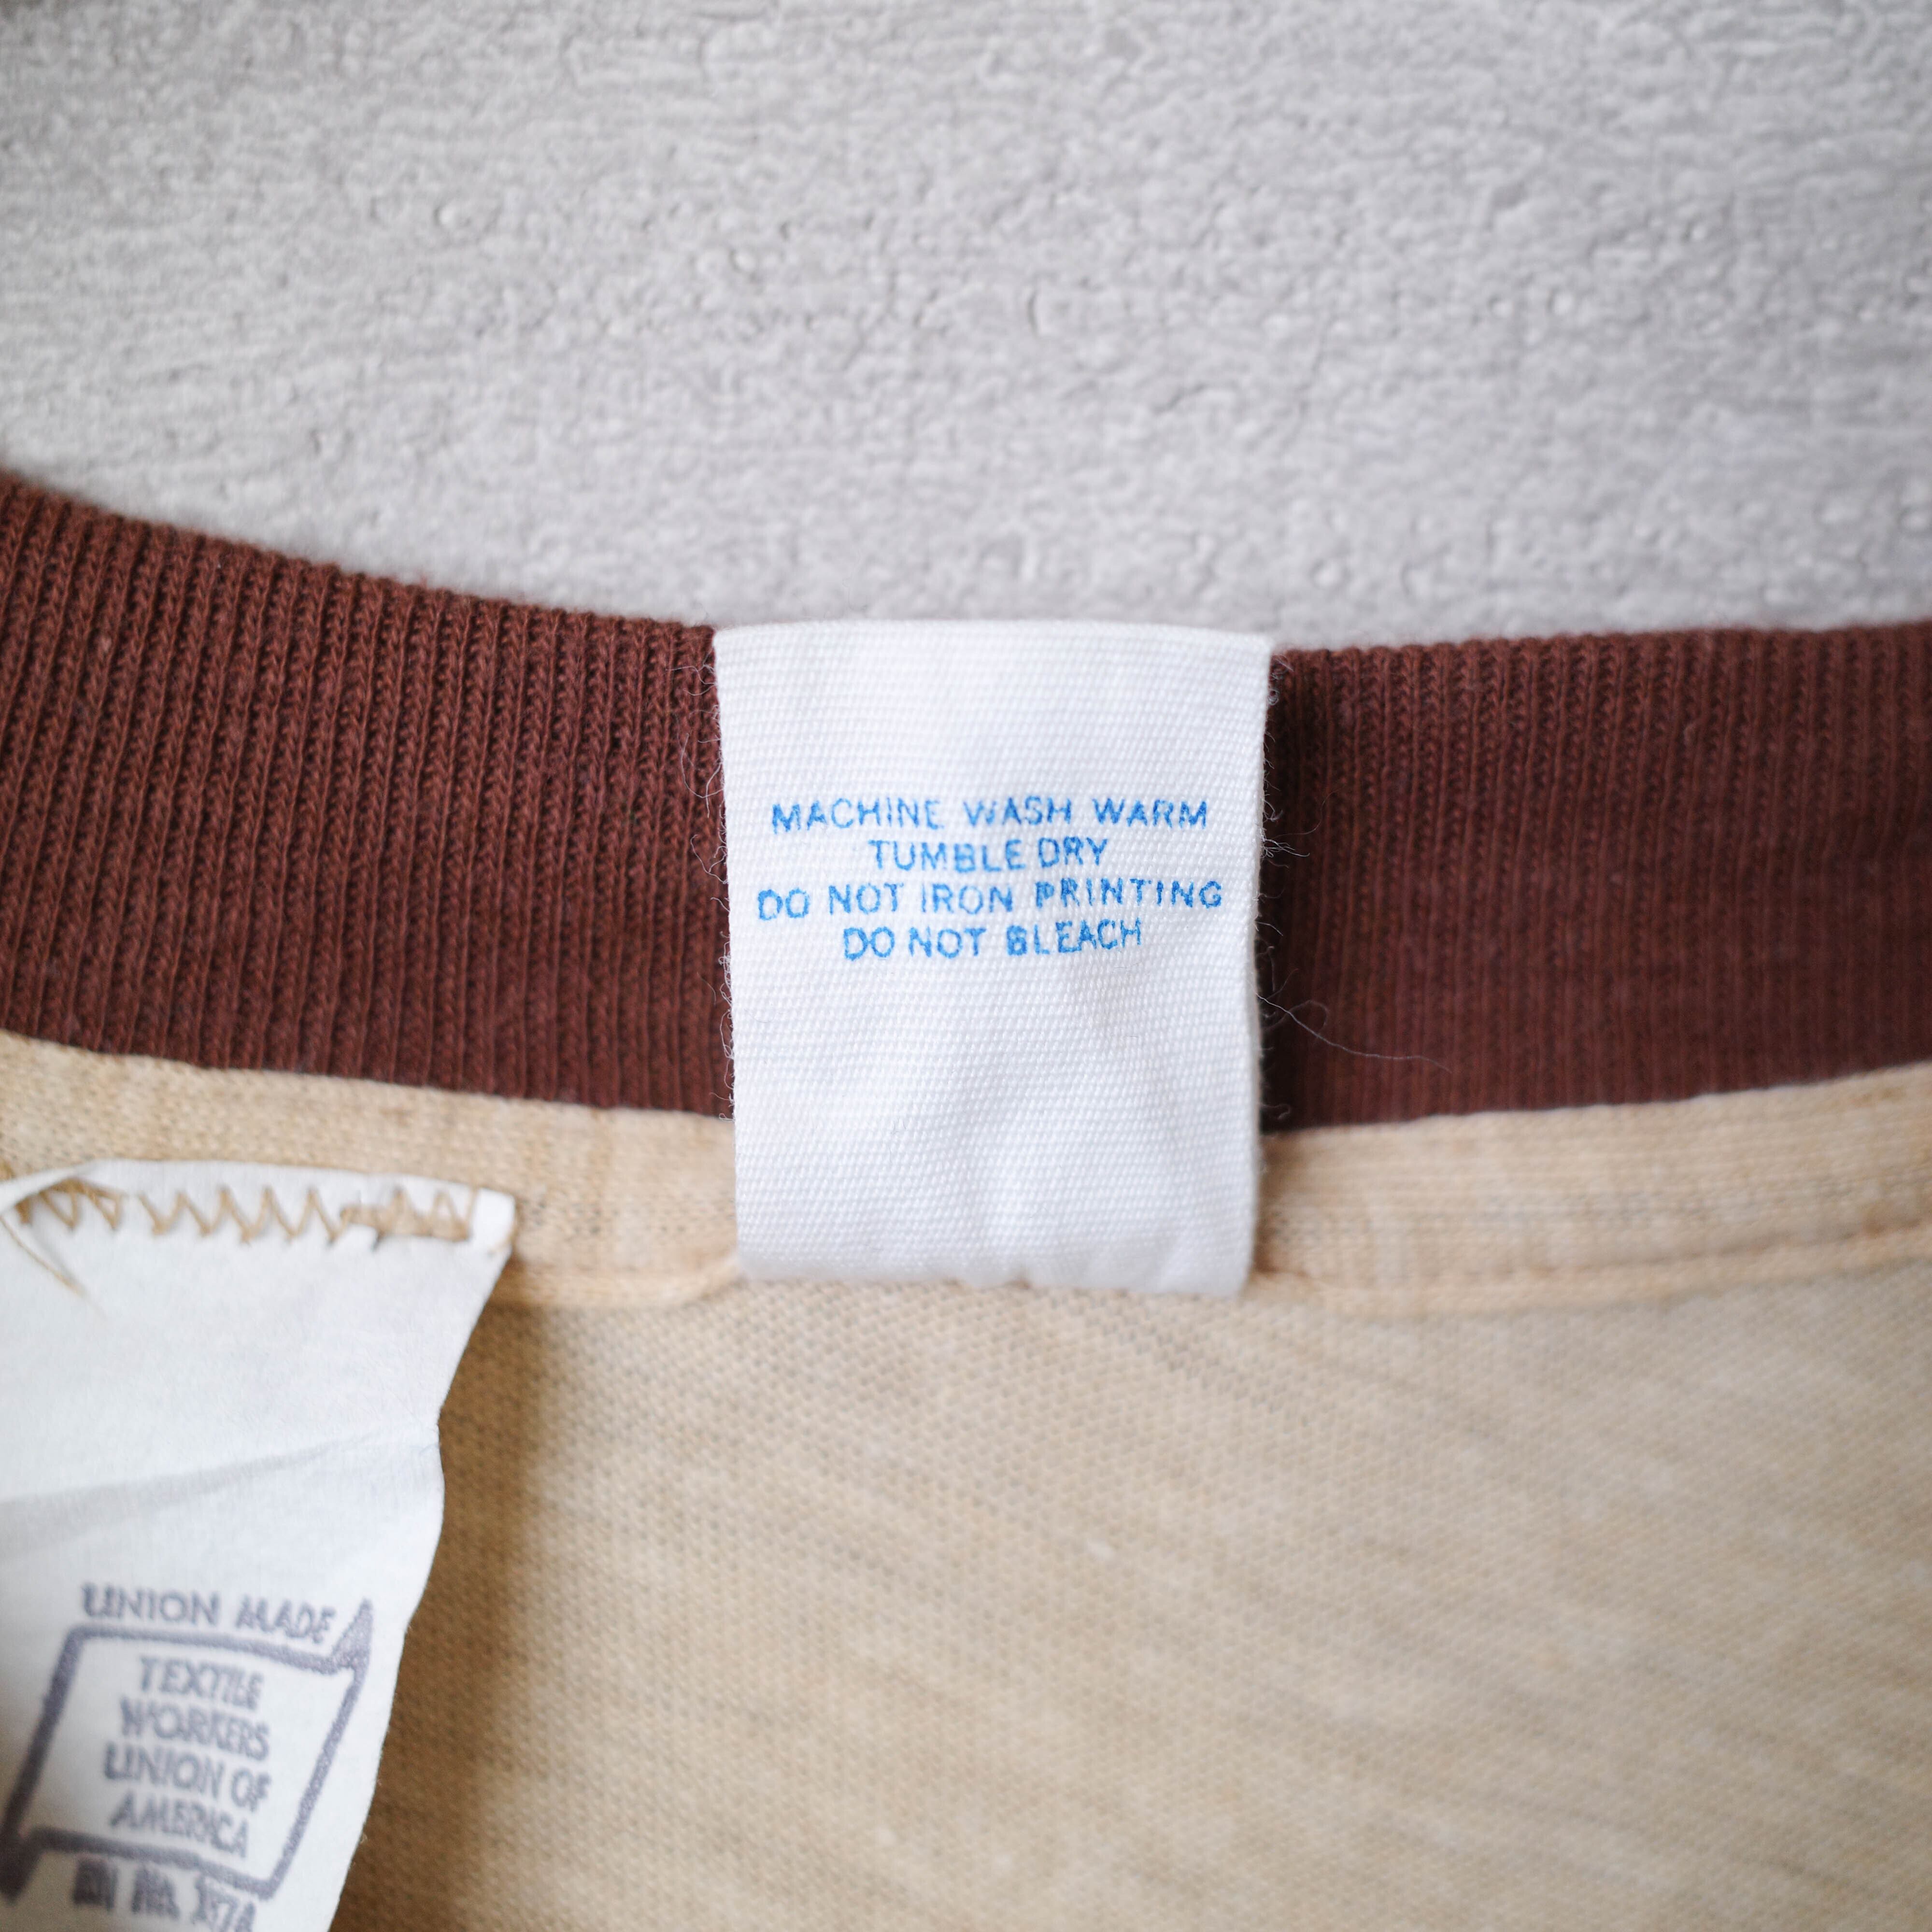 MACHINE WASH WARM
TUMBLE DRY
DO NOT IRON PRINTING
DO NOT BLEACH
UNION MADE
TEXTILE
WORKERS
UNION OF
AMERICA